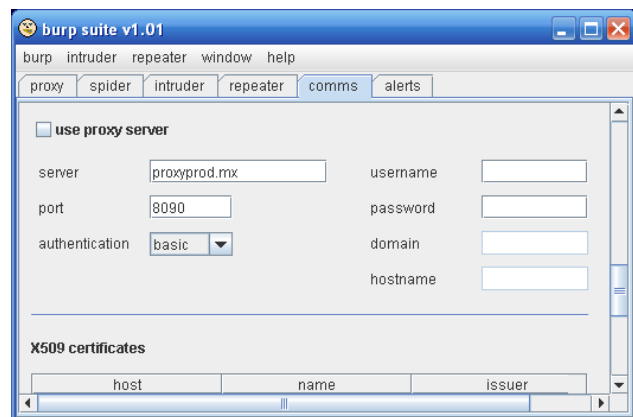 burp suite v1.01
burp intruder repeater window help
proxy spider intruder repeater comms alerts
use proxy server
server proxyprod.mx username
port 8090 password
authentication basic domain
hostname
X509 certificates
host name issuer